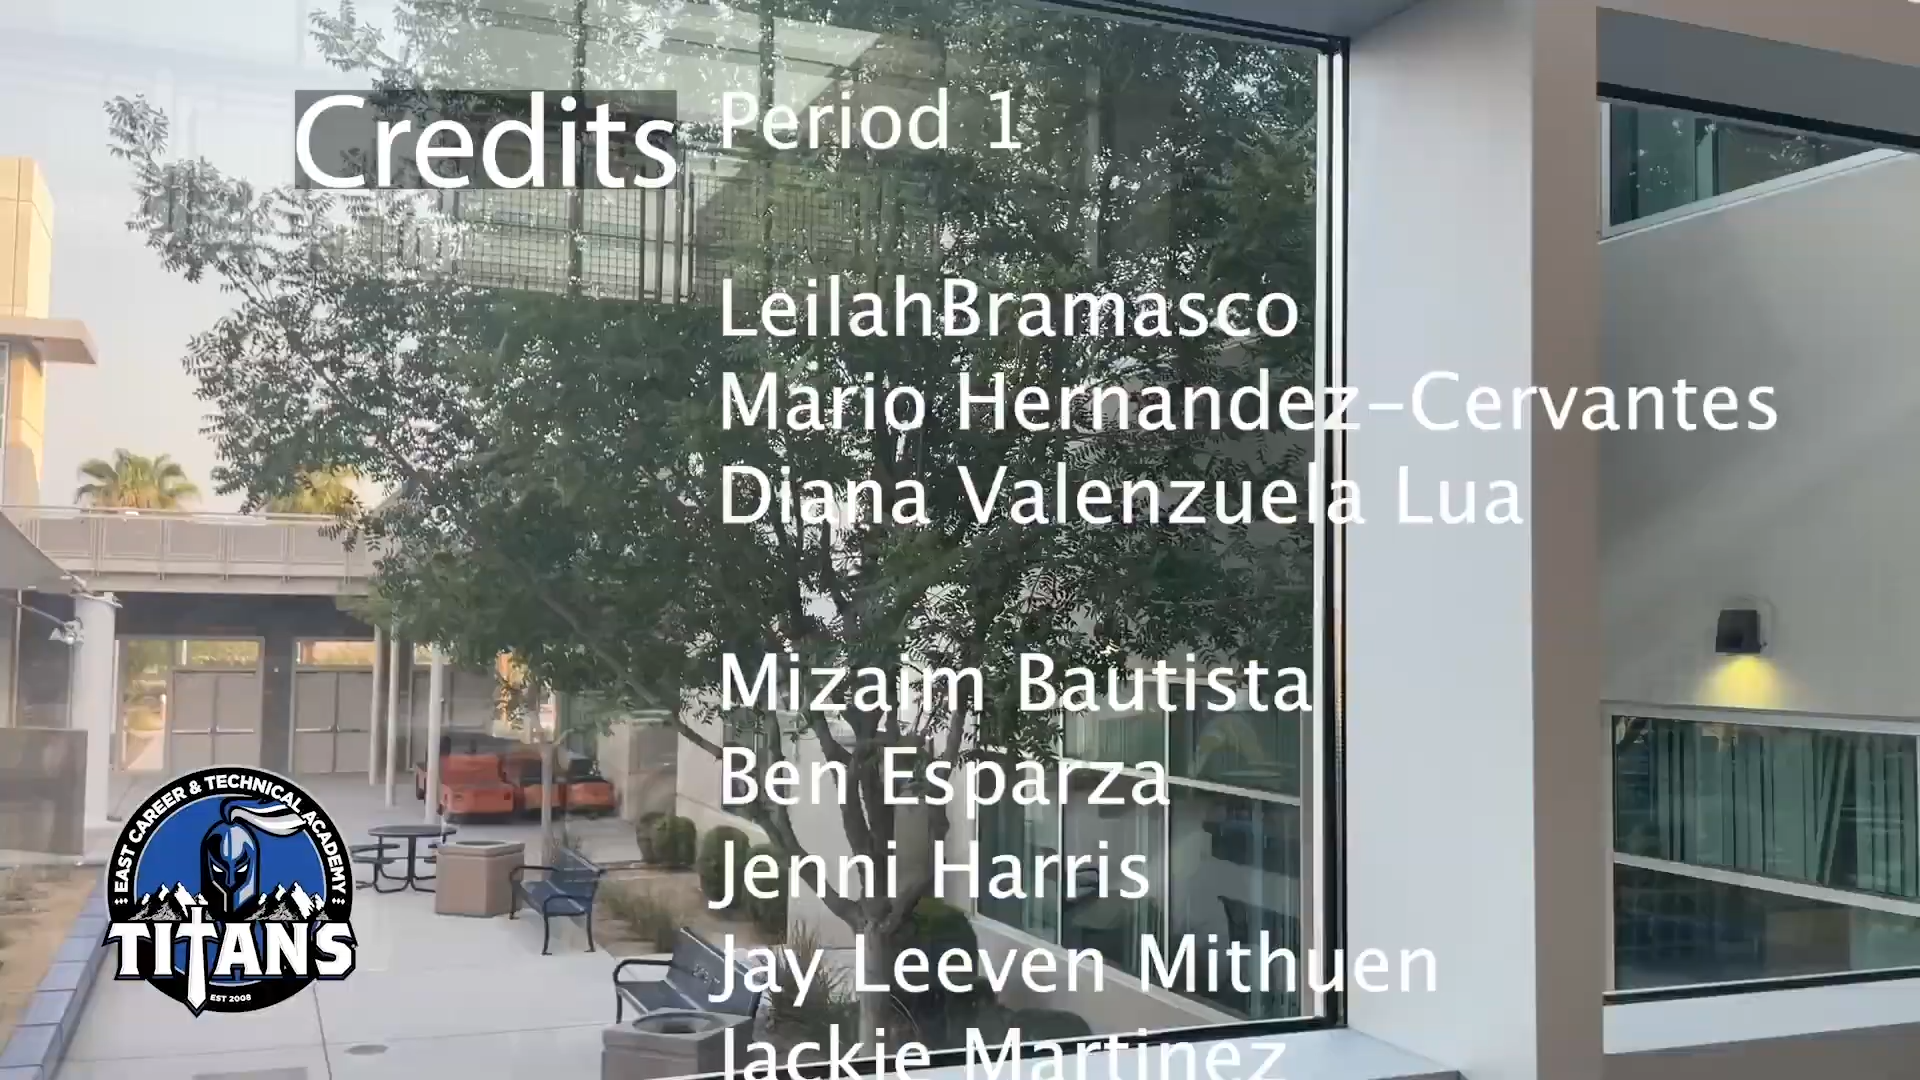 Credits
Period 1
LeilahBramasco
Mario Hernandez-Cervantes
Diana Valenzuela Lua
Mizaim Bautista
Ben Esparza
Jenni Harris
Jay Leeven Mithuen
Jackie Martinez
EAST CAREER & TECHNICAL ACADEMY
TITANS
EST 2008